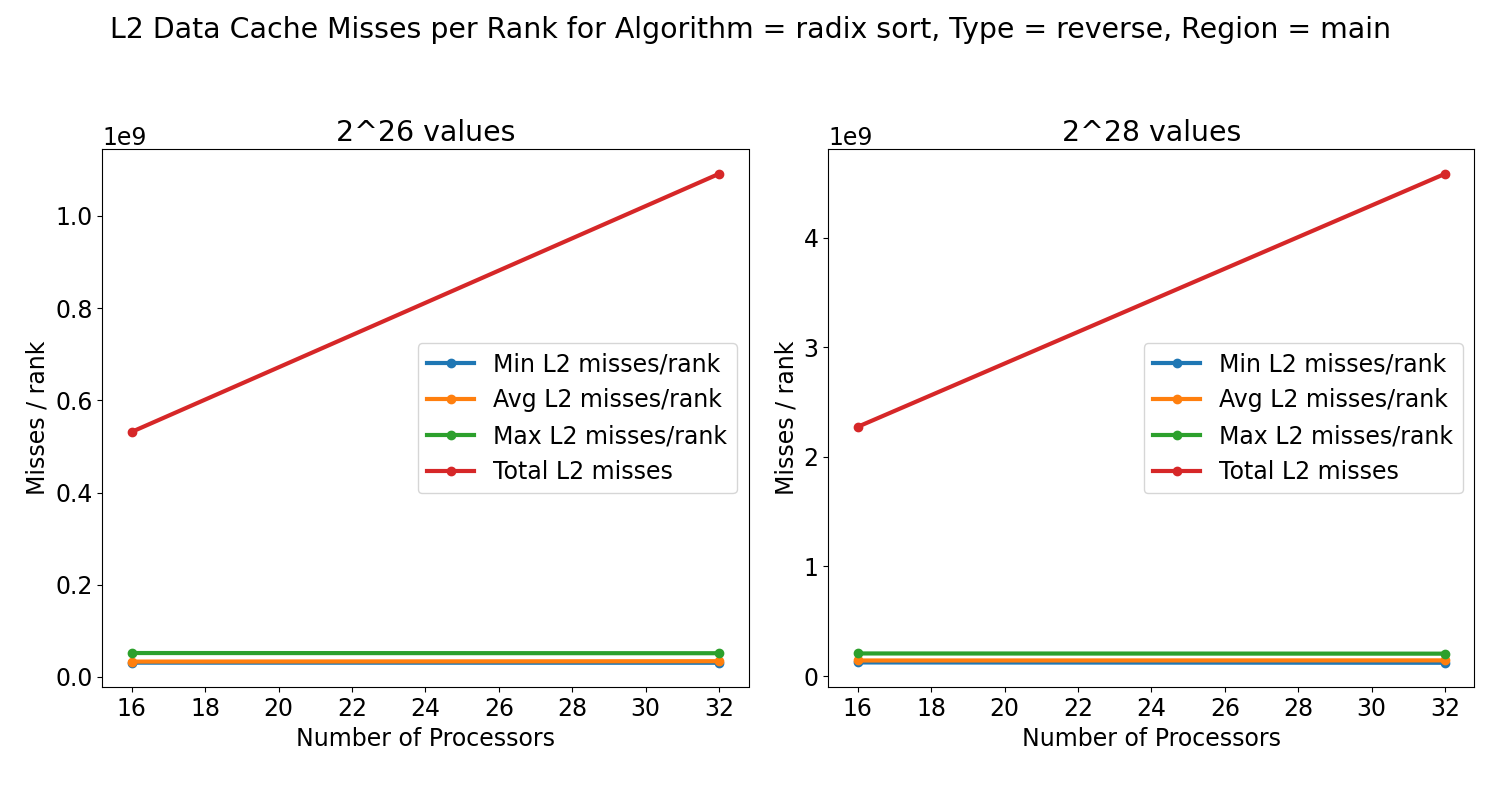 L2 Data Cache Misses per Rank for Algorithm = radix sort, Type = reverse, Region = main
2^26 values
1e9
Misses / rank
1.0
0.8
0.6
0.4
0.2
0.0
Min L2 misses/rank
Avg L2 misses/rank
Max L2 misses/rank
Total L2 misses
16 18 20 22 24 26 28 30 32
Number of Processors
2^28 values
1e9
Misses / rank
4
3
2
1
0
Min L2 misses/rank
Avg L2 misses/rank
Max L2 misses/rank
Total L2 misses
16 18 20 22 24 26 28 30 32
Number of Processors